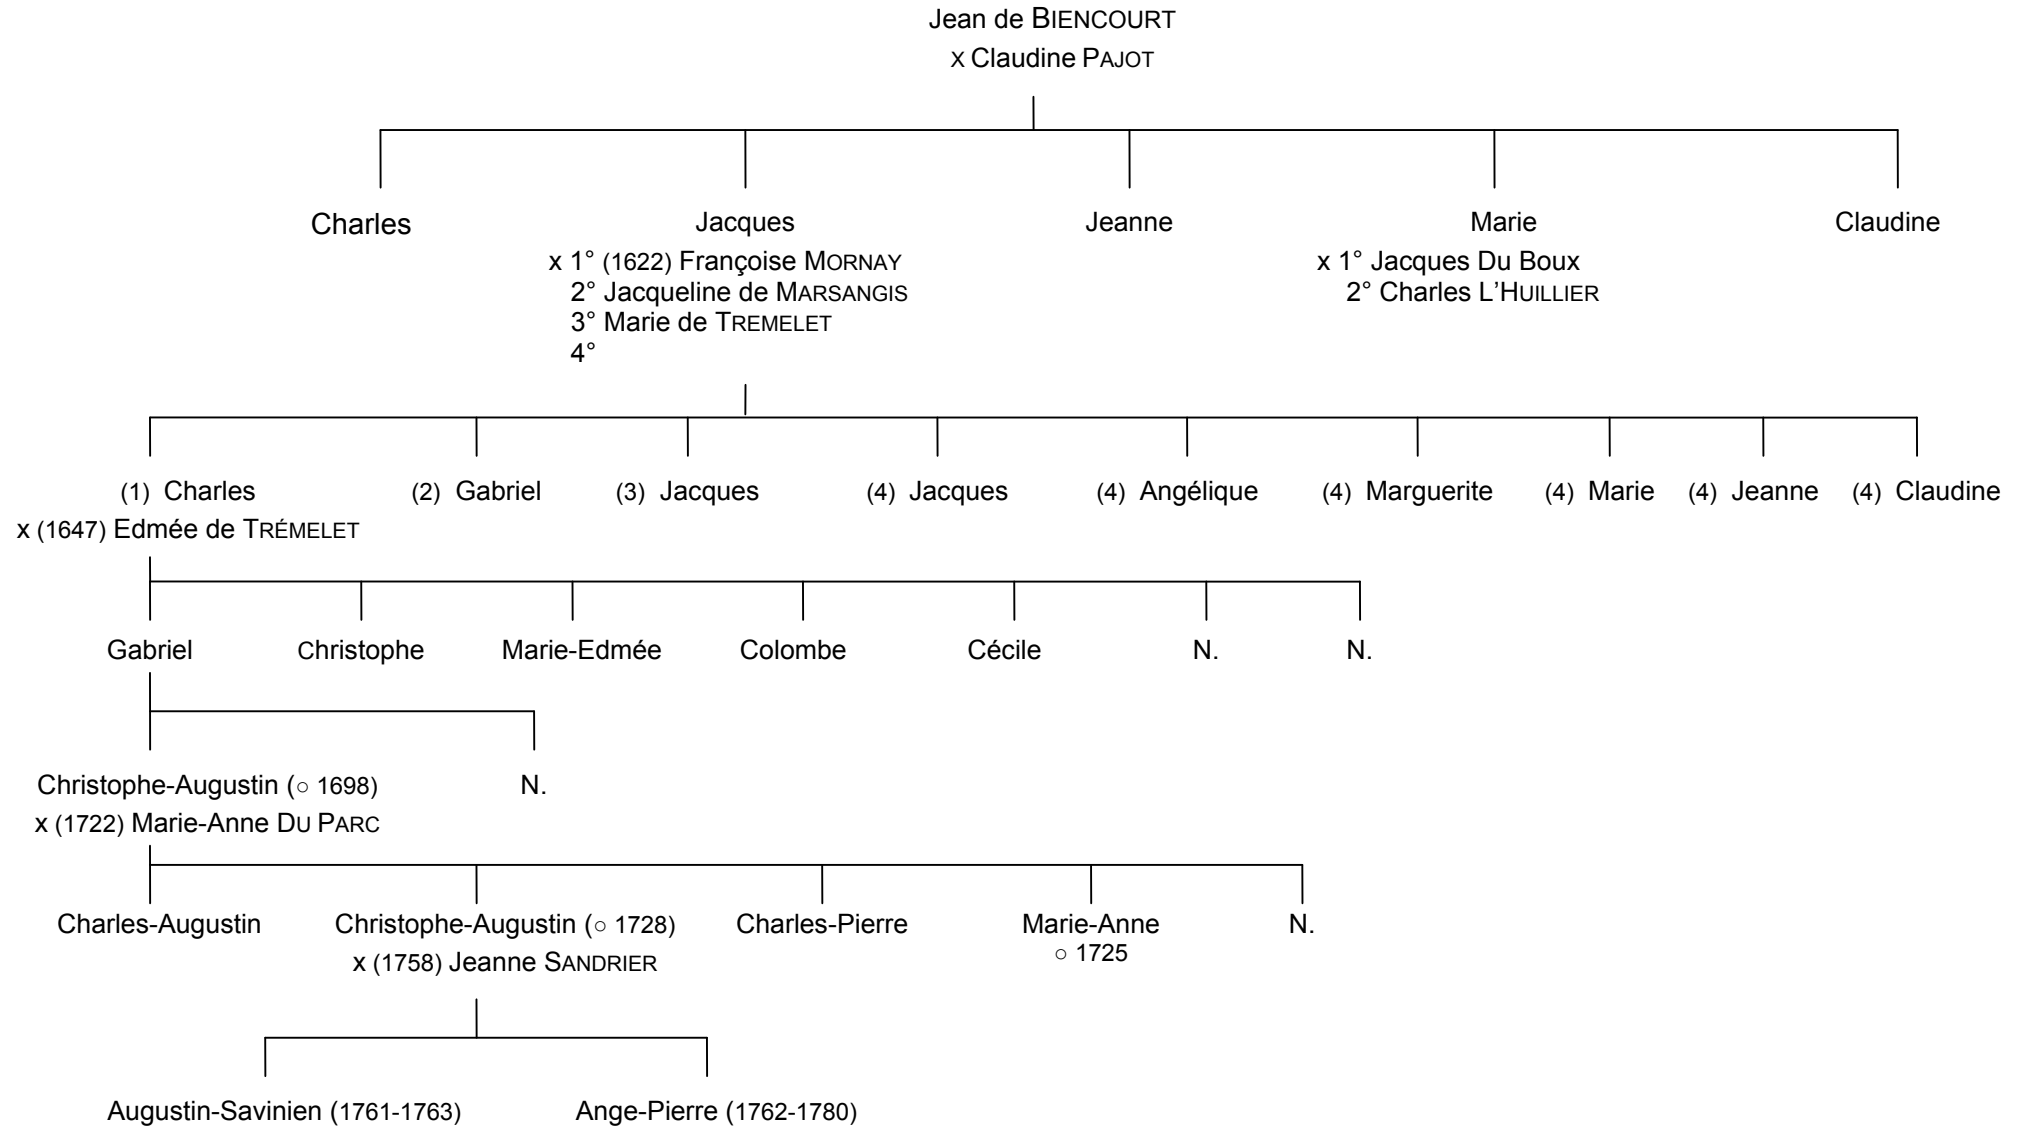 Jean de BIENCOURT
x Claudine PAJOT
Charles
Jacques
Jeanne
Marie
Claudine
x 1° (1622) Françoise MORNAY
2° Jacqueline de MARSANGIS
3° Marie de TREMELET
4°
x 1° Jacques Du Boux
2° Charles L’HUILLIER
(1) Charles
(2) Gabriel
(3) Jacques
(4) Jacques
(4) Angélique
(4) Marguerite
(4) Marie
(4) Jeanne
(4) Claudine
x (1647) Edmée de TRÉMELET
Gabriel
Christophe
Marie-Edmée
Colombe
Cécile
N.
N.
Christophe-Augustin (○ 1698)
N.
x (1722) Marie-Anne DU PARC
Charles-Augustin
Christophe-Augustin (○ 1728)
Charles-Pierre
Marie-Anne
N.
○ 1725
x (1758) Jeanne SANDRIER
Augustin-Savinien (1761-1763)
Ange-Pierre (1762-1780)